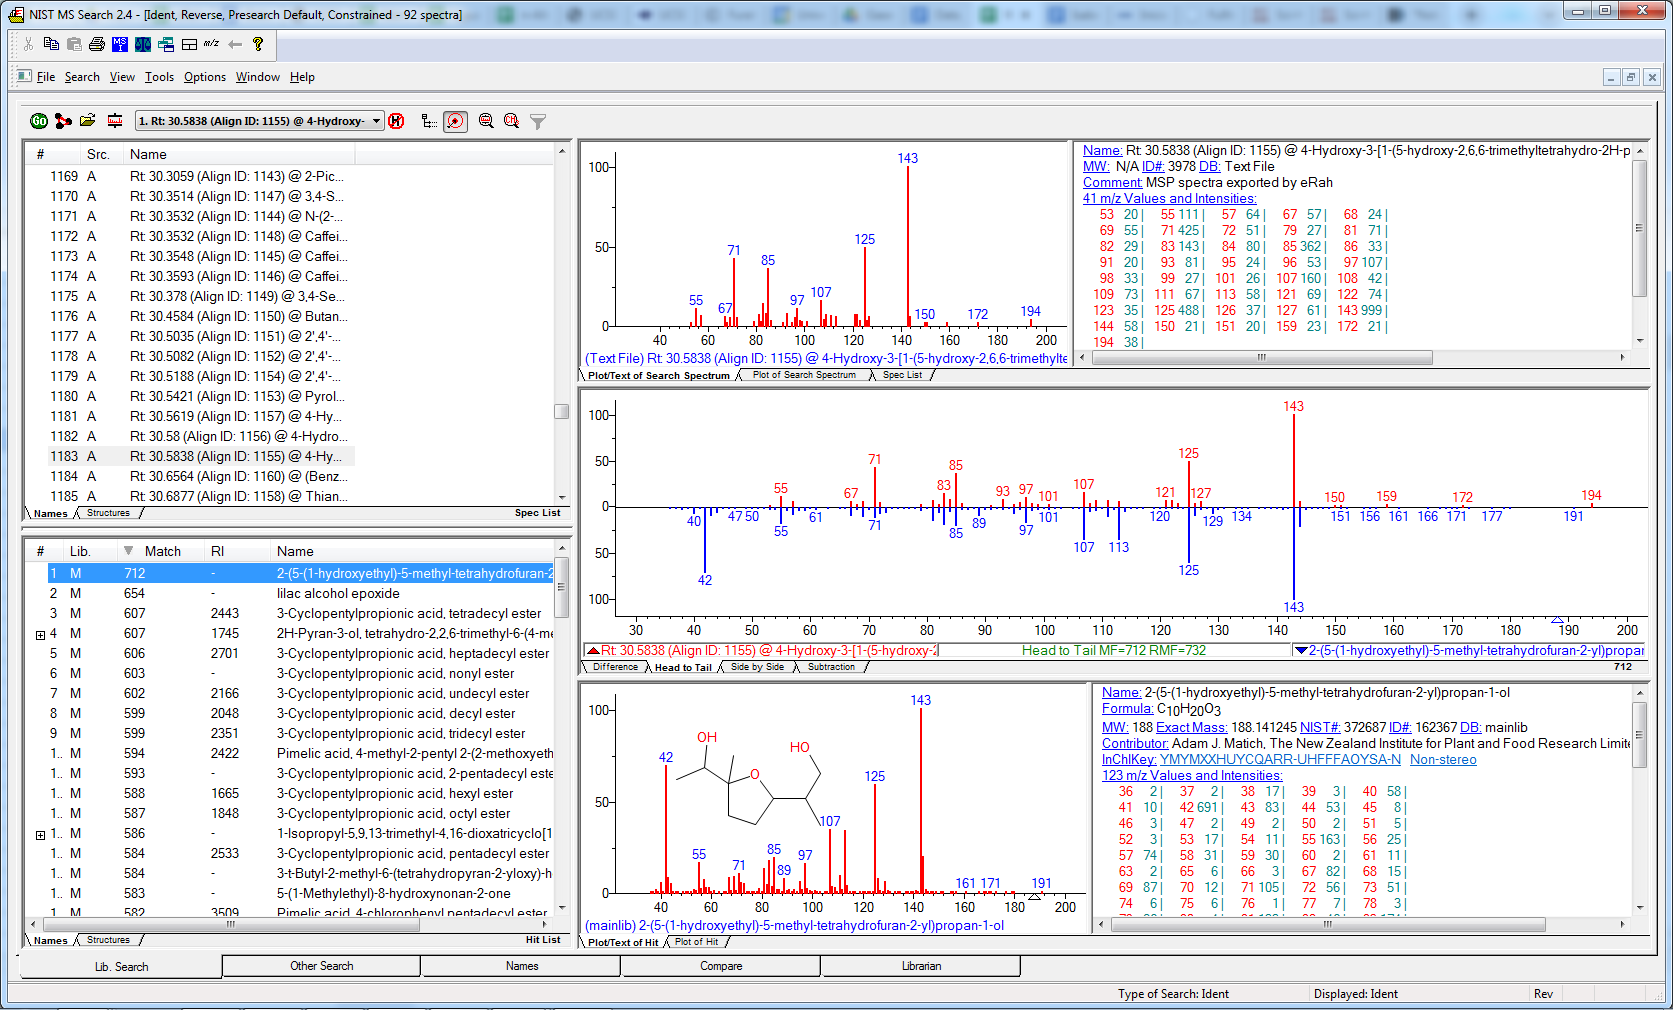 NIST MS Search 2.4 - [Ident, Reverse, Presearch Default, Constrained - 92 spectra]
MS I m/z ?
File Search View Tools Options Window Help
GO 1. Rt: 30.5838 (Align ID: 1155) @ 4-Hydroxy-
# Src. Name
1169 A Rt: 30.3059 (Align ID: 1143) @ 2-Pic...
1170 A Rt: 30.3514 (Align ID: 1147) @ 3,4-S...
1171 A Rt: 30.3532 (Align ID: 1144) @ N-(2-...
1172 A Rt: 30.3532 (Align ID: 1148) @ Caffei...
1173 A Rt: 30.3548 (Align ID: 1145) @ Caffei...
1174 A Rt: 30.3593 (Align ID: 1146) @ Caffei...
1175 A Rt: 30.378 (Align ID: 1149) @ 3,4-Se...
1176 A Rt: 30.4584 (Align ID: 1150) @ Butan...
1177 A Rt: 30.5035 (Align ID: 1151) @ 2',4'-...
1178 A Rt: 30.5082 (Align ID: 1152) @ 2',4'-...
1179 A Rt: 30.5188 (Align ID: 1154) @ 2',4'-...
1180 A Rt: 30.5421 (Align ID: 1153) @ Pyrol...
1181 A Rt: 30.5619 (Align ID: 1157) @ 4-Hy...
1182 A Rt: 30.58 (Align ID: 1156) @ 4-Hydro...
1183 A Rt: 30.5838 (Align ID: 1155) @ 4-Hy...
1184 A Rt: 30.6564 (Align ID: 1160) @ (Benz...
1185 A Rt: 30.6877 (Align ID: 1158) @ Thian...
Names Structures Spec List
# Lib. Match RI Name
1 M 712 - 2-(5-(1-hydroxyethyl)-5-methyl-tetrahydrofuran-2
2 M 654 - lilac alcohol epoxide
3 M 607 2443 3-Cyclopentylpropionic acid, tetradecyl ester
4 M 607 1745 2H-Pyran-3-ol, tetrahydro-2,2,6-trimethyl-6-(4-me
5 M 606 2701 3-Cyclopentylpropionic acid, heptadecyl ester
6 M 603 - 3-Cyclopentylpropionic acid, nonyl ester
7 M 602 2166 3-Cyclopentylpropionic acid, undecyl ester
8 M 599 2048 3-Cyclopentylpropionic acid, decyl ester
9 M 599 2351 3-Cyclopentylpropionic acid, tridecyl ester
1.. M 594 2422 Pimelic acid, 4-methyl-2-pentyl 2-(2-methoxyeth
1.. M 593 - 3-Cyclopentylpropionic acid, 2-pentadecyl este
1.. M 588 1665 3-Cyclopentylpropionic acid, hexyl ester
1.. M 587 1848 3-Cyclopentylpropionic acid, octyl ester
1.. M 586 - 1-Isopropyl-5,9,13-trimethyl-4,16-dioxatricyclo[1
1.. M 584 2533 3-Cyclopentylpropionic acid, pentadecyl ester
1.. M 584 - 3-t-Butyl-2-methyl-6-(tetrahydropyran-2-yloxy)-h
1.. M 583 - 5-(1-Methylethyl)-8-hydroxynonan-2-one
1.. M 582 3509 Pimelic acid, 4-chlorophenyl pentadecyl ester
Names Structures Hit List
143
100
125
50
71
85
55
67
97
107
150
172
194
0
40 60 80 100 120 140 160 180 200
(Text File) Rt: 30.5838 (Align ID: 1155) @ 4-Hydroxy-3-[1-(5-hydroxy-2,6,6-trimethylte
Plot/Text of Search Spectrum Plot of Search Spectrum Spec List
Name: Rt: 30.5838 (Align ID: 1155) @ 4-Hydroxy-3-[1-(5-hydroxy-2,6,6-trimethyltetrahydro-2H-p
MW: N/A ID#: 3978 DB: Text File
Comment: MSP spectra exported by eRah
41 m/z Values and Intensities:
53 20| 55 111| 57 64| 67 57| 68 24|
69 55| 71 425| 72 51| 79 27| 81 71|
82 29| 83 143| 84 80| 85 362| 86 33|
91 20| 93 81| 95 24| 96 53| 97 107|
98 33| 99 27| 101 26| 107 160| 108 42|
109 73| 111 67| 113 58| 121 69| 122 74|
123 35| 125 488| 126 37| 127 61| 143 999|
144 58| 150 21| 151 20| 159 23| 172 21|
194 38|
100 143
50 71 85 125
55 67 83 93 97 101 107 121 127 150 159 172 194
0
40 47 50 55 61 71 85 89 97 101 120 129 134 151 156 161 166 171 177 191
50 107 113
42 125
100 143
30 40 50 60 70 80 90 100 110 120 130 140 150 160 170 180 190 200
Rt: 30.5838 (Align ID: 1155) @ 4-Hydroxy-3-[1-(5-hydroxy-2 Head to Tail MF=712 RMF=732 2-(5-(1-hydroxyethyl)-5-methyl-tetrahydrofuran-2-yl)propan
Difference Head to Tail Side by Side Subtraction 712
100 143
OH
HO
O
42
125
50
107
55 71 85 89 97 161 171 191
0
40 60 80 100 120 140 160 180 200
(mainlib) 2-(5-(1-hydroxyethyl)-5-methyl-tetrahydrofuran-2-yl)propan-1-ol
Plot/Text of Hit Plot of Hit
Name: 2-(5-(1-hydroxyethyl)-5-methyl-tetrahydrofuran-2-yl)propan-1-ol
Formula: C10H20O3
MW: 188 Exact Mass: 188.141245 NIST#: 372687 ID#: 162367 DB: mainlib
Contributor: Adam J. Matich, The New Zealand Institute for Plant and Food Research Limite
InChIKey: YMYMXXHUYCQARR-UHFFFAOYSA-N Non-stereo
123 m/z Values and Intensities:
36 2| 37 2| 38 17| 39 3| 40 58|
41 10| 42 691| 43 83| 44 53| 45 8|
46 3| 47 2| 49 2| 50 2| 51 5|
52 3| 53 17| 54 11| 55 163| 56 25|
57 74| 58 31| 59 30| 60 2| 61 11|
63 2| 65 6| 66 3| 67 82| 68 15|
69 87| 70 12| 71 105| 72 56| 73 51|
74 6| 75 6| 76 1| 77 7| 78 3|
Lib. Search Other Search Names Compare Librarian
Type of Search: Ident Displayed: Ident Rev